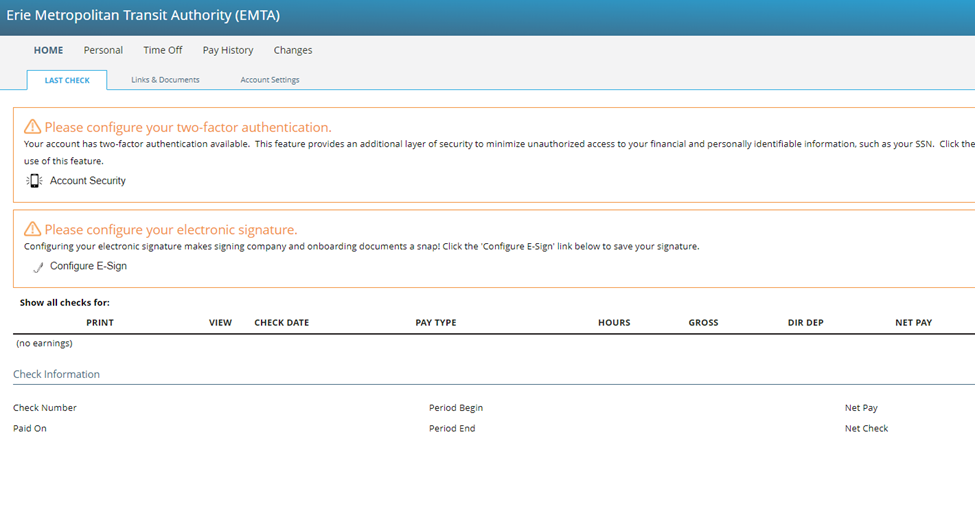 Erie Metropolitan Transit Authority (EMTA)
HOME Personal Time Off Pay History Changes
LAST CHECK Links & Documents Account Settings
Please configure your two-factor authentication.
Your account has two-factor authentication available. This feature provides an additional layer of security to minimize unauthorized access to your financial and personally identifiable information, such as your SSN. Click the
use of this feature.
Account Security
Please configure your electronic signature.
Configuring your electronic signature makes signing company and onboarding documents a snap! Click the 'Configure E-Sign' link below to save your signature.
Configure E-Sign
Show all checks for:
PRINT VIEW CHECK DATE PAY TYPE HOURS GROSS DIR DEP NET PAY
(no earnings)
Check Information
Check Number Period Begin Net Pay
Paid On Period End Net Check